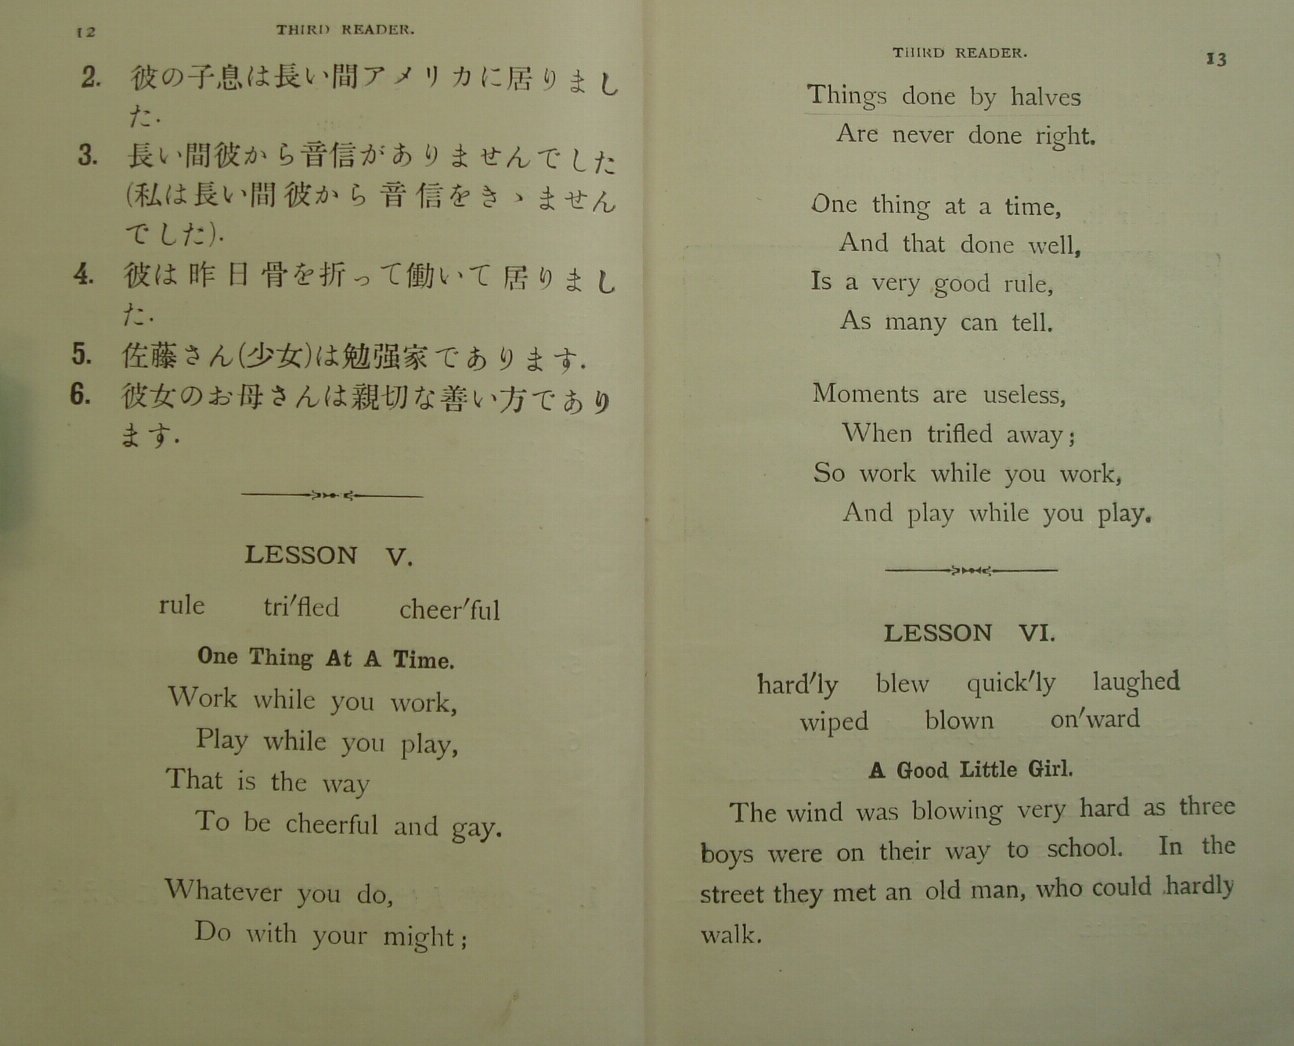 12
THIRD READER.
2. 彼の子息は長い間アメリカに居りまし
た.
3. 長い間彼から音信がありませんでした
(私は長い間彼から音信をきゝません
でした).
4. 彼は昨日骨を折って働いて居りまし
た.
5. 佐藤さん(少女)は勉强家であります.
6. 彼女のお母さんは親切な善い方であり
ます.
LESSON V.
rule tri′fled cheer′ful
One Thing At A Time.
Work while you work,
Play while you play,
That is the way
To be cheerful and gay.
Whatever you do,
Do with your might;
THIRD READER.
13
Things done by halves
Are never done right.
One thing at a time,
And that done well,
Is a very good rule,
As many can tell.
Moments are useless,
When trifled away;
So work while you work,
And play while you play.
LESSON VI.
hard′ly blew quick′ly laughed
wiped blown on′ward
A Good Little Girl.
The wind was blowing very hard as three
boys were on their way to school. In the
street they met an old man, who could hardly
walk.